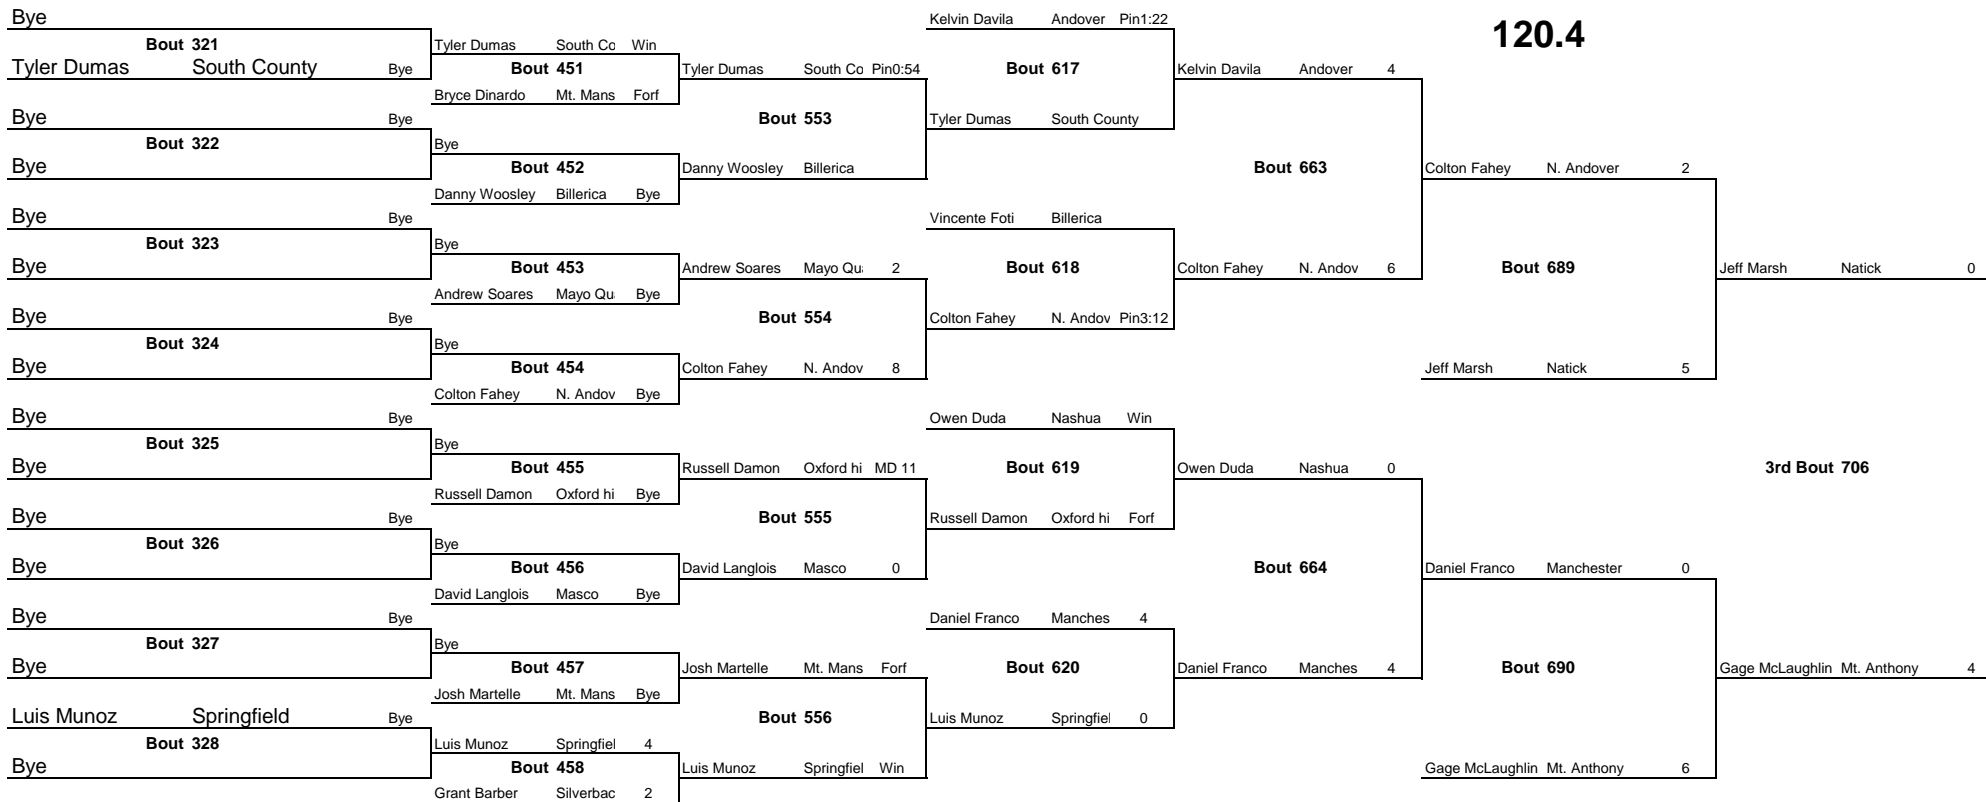 Bye Kelvin Davila Andover Pin1:22
120.4
Bout 321 Tyler Dumas South Co Win
Tyler Dumas South County Bye Bout 451 Tyler Dumas South Co Pin0:54 Bout 617 Kelvin Davila Andover 4
Bryce Dinardo Mt. Mans Forf
Bye Bye Bout 553 Tyler Dumas South County
Bout 322 Bye
Bye Bout 452 Danny Woosley Billerica Bout 663 Colton Fahey N. Andover 2
Danny Woosley Billerica Bye
Bye Bye Vincente Foti Billerica
Bout 323 Bye
Bye Bout 453 Andrew Soares Mayo Qu 2 Bout 618 Colton Fahey N. Andov 6 Bout 689 Jeff Marsh Natick 0
Andrew Soares Mayo Qu Bye
Bye Bye Bout 554 Colton Fahey N. Andov Pin3:12
Bout 324 Bye
Bye Bout 454 Colton Fahey N. Andov 8 Jeff Marsh Natick 5
Colton Fahey N. Andov Bye
Bye Bye Owen Duda Nashua Win
Bout 325 Bye
Bye Bout 455 Russell Damon Oxford hi MD 11 Bout 619 Owen Duda Nashua 0 3rd Bout 706
Russell Damon Oxford hi Bye
Bye Bye Bout 555 Russell Damon Oxford hi Forf
Bout 326 Bye
Bye Bout 456 David Langlois Masco 0 Bout 664 Daniel Franco Manchester 0
David Langlois Masco Bye
Bye Bye Daniel Franco Manches 4
Bout 327 Bye
Bye Bout 457 Josh Martelle Mt. Mans Forf Bout 620 Daniel Franco Manches 4 Bout 690 Gage McLaughlin Mt. Anthony 4
Josh Martelle Mt. Mans Bye
Luis Munoz Springfield Bye Bout 556 Luis Munoz Springfiel 0
Bout 328 Luis Munoz Springfiel 4
Bye Bout 458 Luis Munoz Springfiel Win Gage McLaughlin Mt. Anthony 6
Grant Barber Silverbac 2